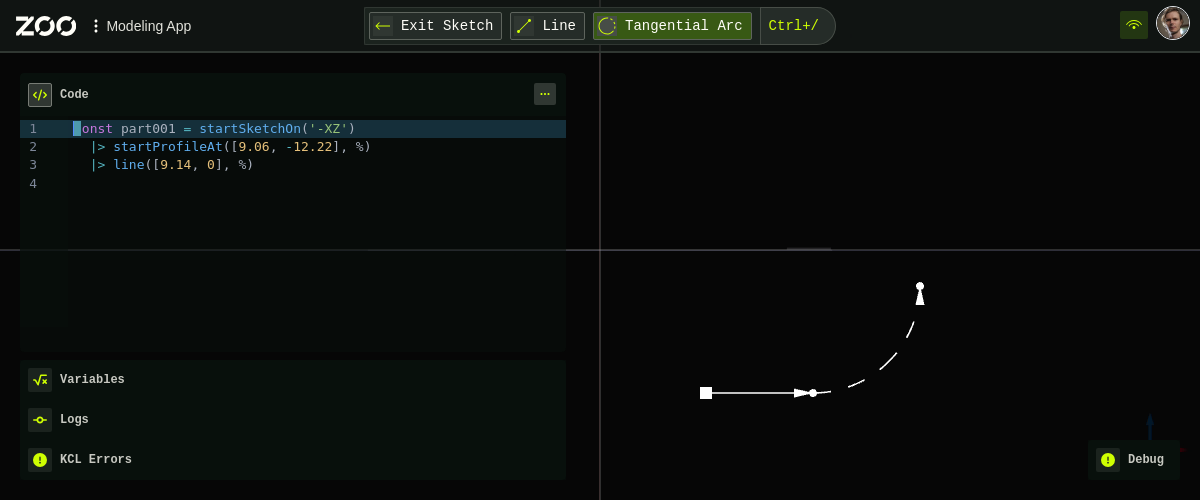 ZOO
Modeling App
Exit Sketch
Line
Tangential Arc
Ctrl+/
Code
1 onst part001 = startSketchOn('-XZ')
2 |> startProfileAt([9.06, -12.22], %)
3 |> line([9.14, 0], %)
4
Variables
Logs
KCL Errors
Debug